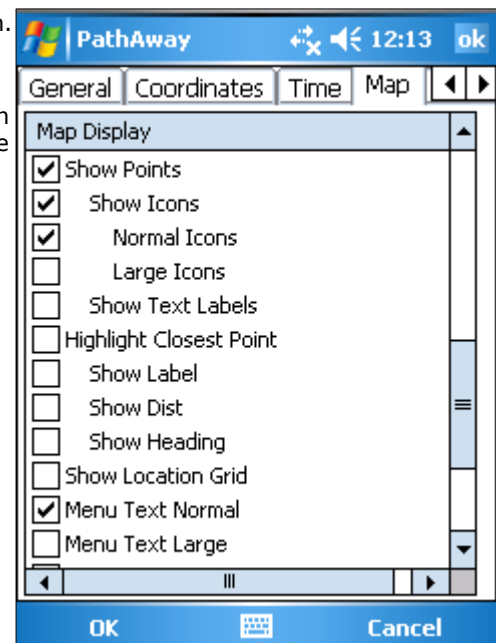 n.
n
e
PathAway 12:13 ok
General Coordinates Time Map
Map Display
Show Points
Show Icons
Normal Icons
Large Icons
Show Text Labels
Highlight Closest Point
Show Label
Show Dist
Show Heading
Show Location Grid
Menu Text Normal
Menu Text Large
OK Cancel